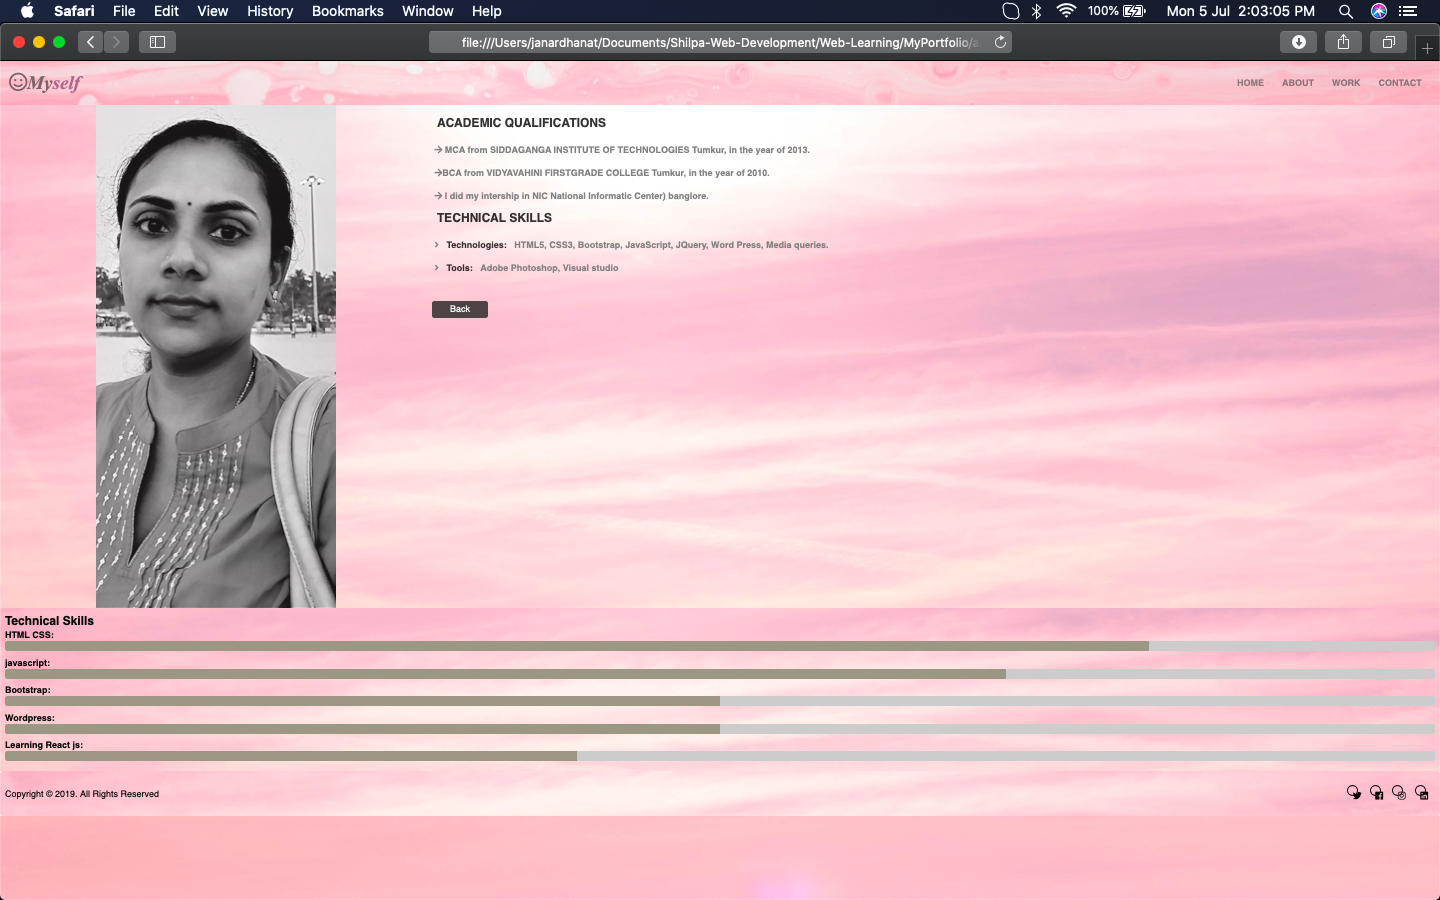 Safari File Edit View History Bookmarks Window Help 100% Mon 5 Jul 2:03:05 PM
file:///Users/janardhanat/Documents/Shilpa-Web-Development/Web-Learning/MyPortfolio/a
Myself HOME ABOUT WORK CONTACT
ACADEMIC QUALIFICATIONS
→ MCA from SIDDAGANGA INSTITUTE OF TECHNOLOGIES Tumkur, in the year of 2013.
→BCA from VIDYAVAHINI FIRSTGRADE COLLEGE Tumkur, in the year of 2010.
→ I did my intership in NIC National Informatic Center) banglore.
TECHNICAL SKILLS
› Technologies: HTML5, CSS3, Bootstrap, JavaScript, JQuery, Word Press, Media queries.
› Tools: Adobe Photoshop, Visual studio
Back
Technical Skills
HTML CSS:
javascript:
Bootstrap:
Wordpress:
Learning React js:
Copyright © 2019. All Rights Reserved